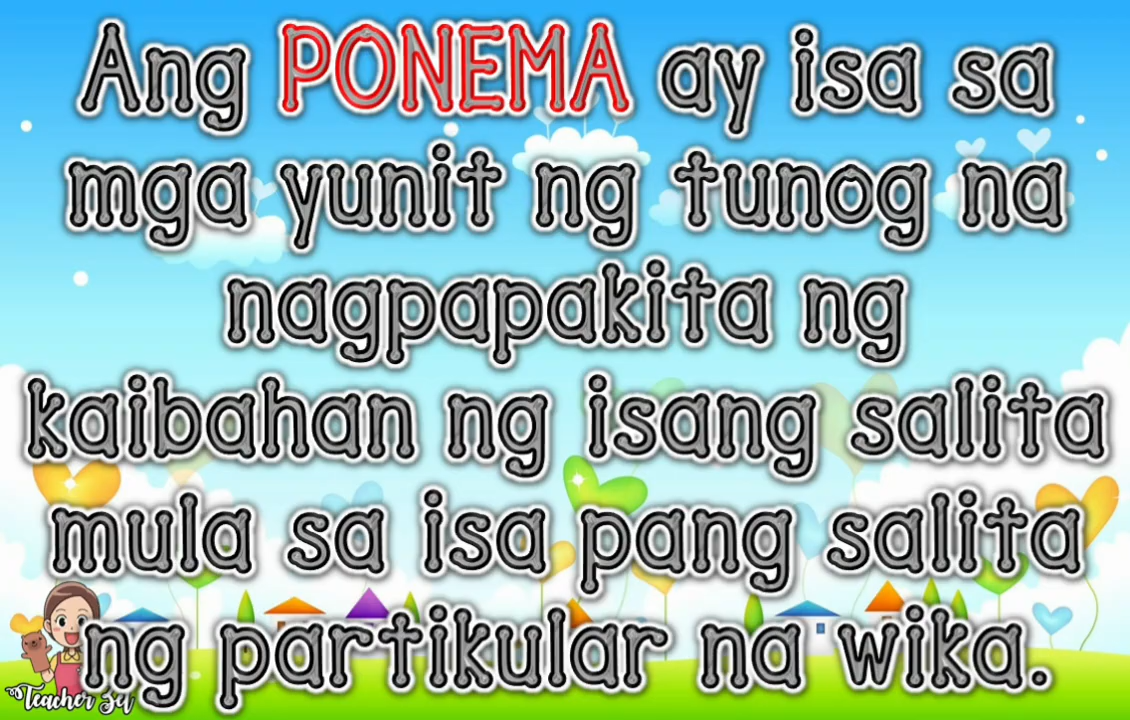 Ang PONEMA ay isa sa
mga yunit ng tunog na
nagpapakita ng
kaibahan ng isang salita
mula sa isa pang salita
ng partikular na wika.
Teacher Zel